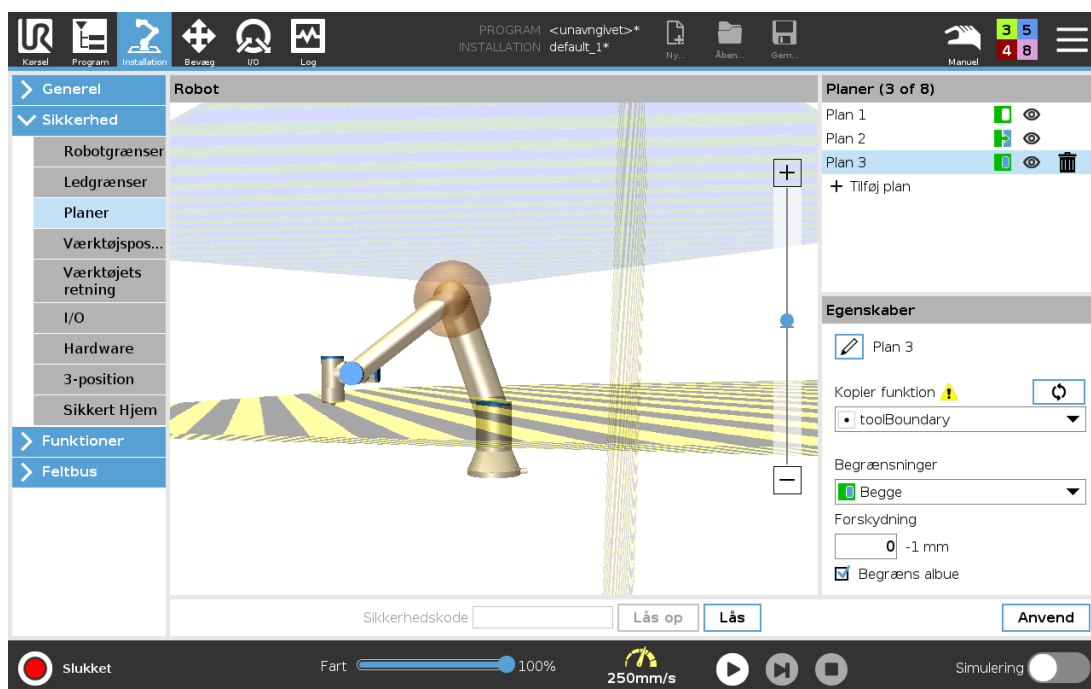 UR
Kørsel
Program
Installation
Bevæg
I/O
Log
PROGRAM <unavngivet>*
INSTALLATION default_1*
Ny...
Åben...
Gem...
Manuel
3 5
4 8
Generel
Sikkerhed
Robotgrænser
Ledgrænser
Planer
Værktøjspos...
Værktøjets
retning
I/O
Hardware
3-position
Sikkert Hjem
Funktioner
Feltbus
Robot
Planer (3 of 8)
Plan 1
Plan 2
Plan 3
+ Tilføj plan
Egenskaber
Plan 3
Kopier funktion
toolBoundary
Begrænsninger
Begge
Forskydning
0 -1 mm
Begræns albue
Sikkerhedskode
Lås op
Lås
Anvend
Slukket
Fart
100%
250mm/s
Simulering